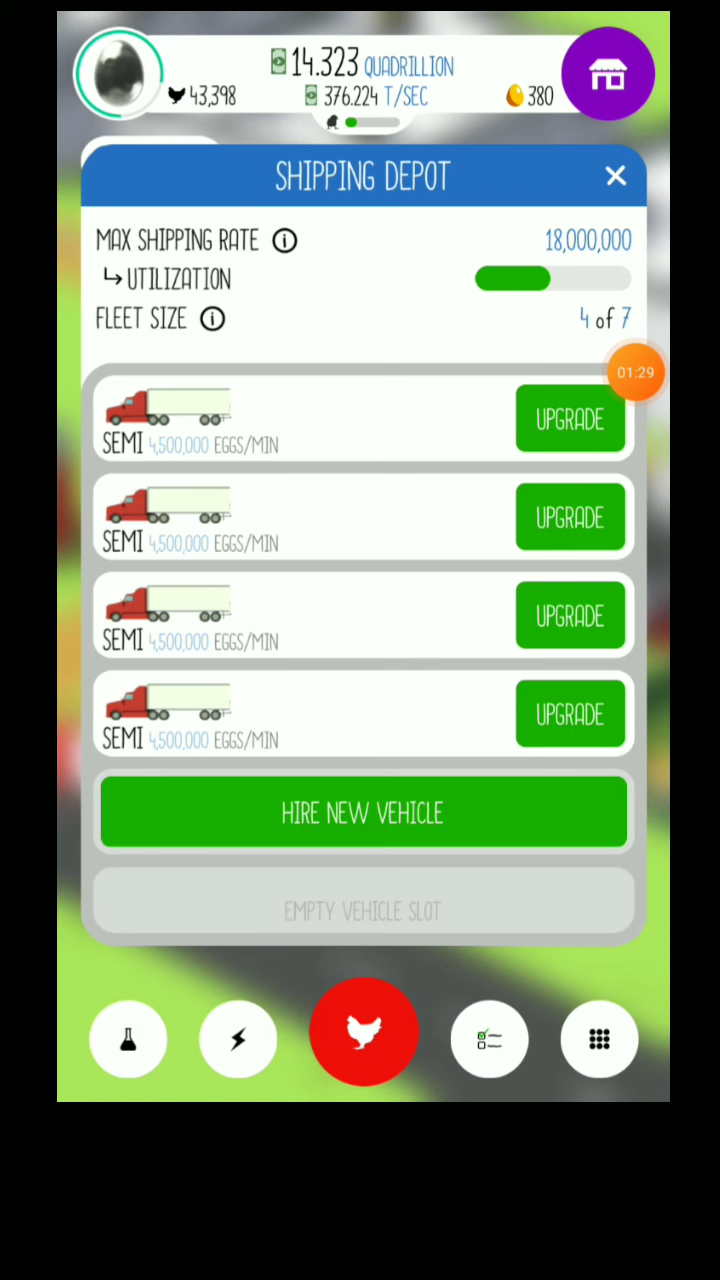 14.323 QUADRILLION
43,398
376.224 T/SEC
380
SHIPPING DEPOT
MAX SHIPPING RATE
18,000,000
UTILIZATION
FLEET SIZE
4 of 7
01:29
SEMI 4,500,000 EGGS/MIN
UPGRADE
SEMI 4,500,000 EGGS/MIN
UPGRADE
SEMI 4,500,000 EGGS/MIN
UPGRADE
SEMI 4,500,000 EGGS/MIN
UPGRADE
HIRE NEW VEHICLE
EMPTY VEHICLE SLOT